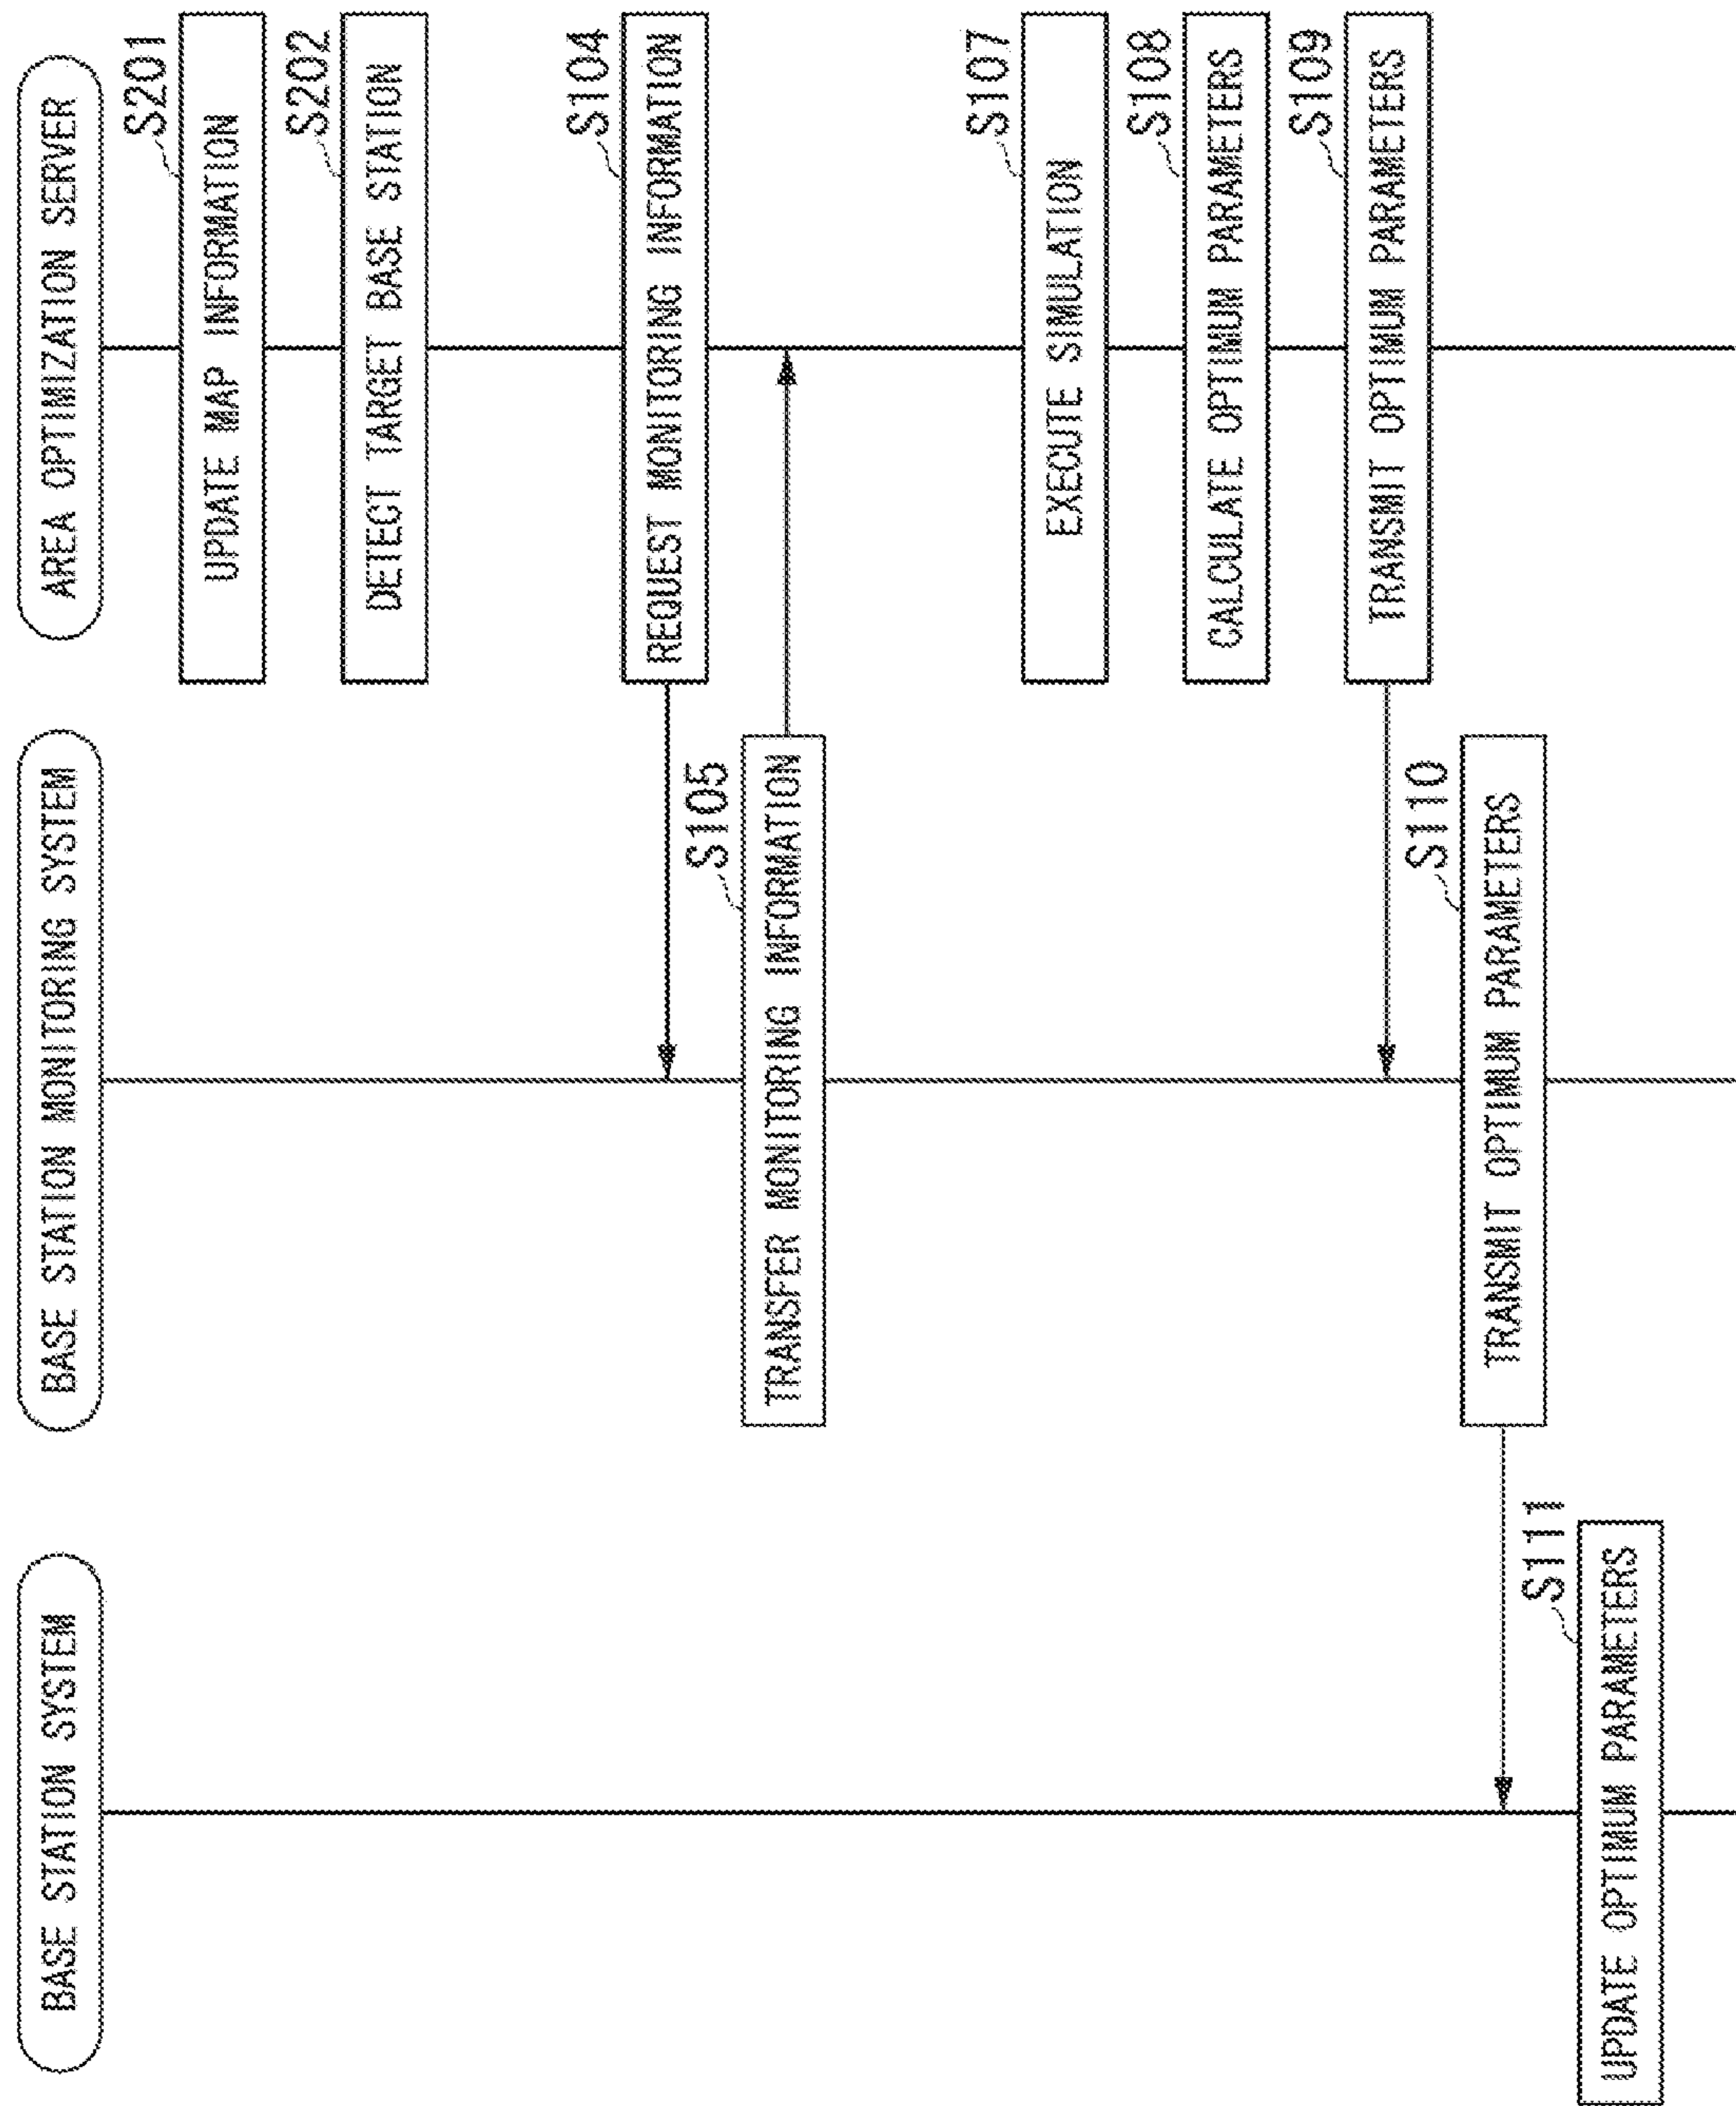 BASE STATION SYSTEM
BASE STATION MONITORING SYSTEM
AREA OPTIMIZATION SERVER
S201
UPDATE MAP INFORMATION
S202
DETECT TARGET BASE STATION
S104
REQUEST MONITORING INFORMATION
S105
TRANSFER MONITORING INFORMATION
S107
EXECUTE SIMULATION
S108
CALCULATE OPTIMUM PARAMETERS
S109
TRANSMIT OPTIMUM PARAMETERS
S110
TRANSMIT OPTIMUM PARAMETERS
S111
UPDATE OPTIMUM PARAMETERS